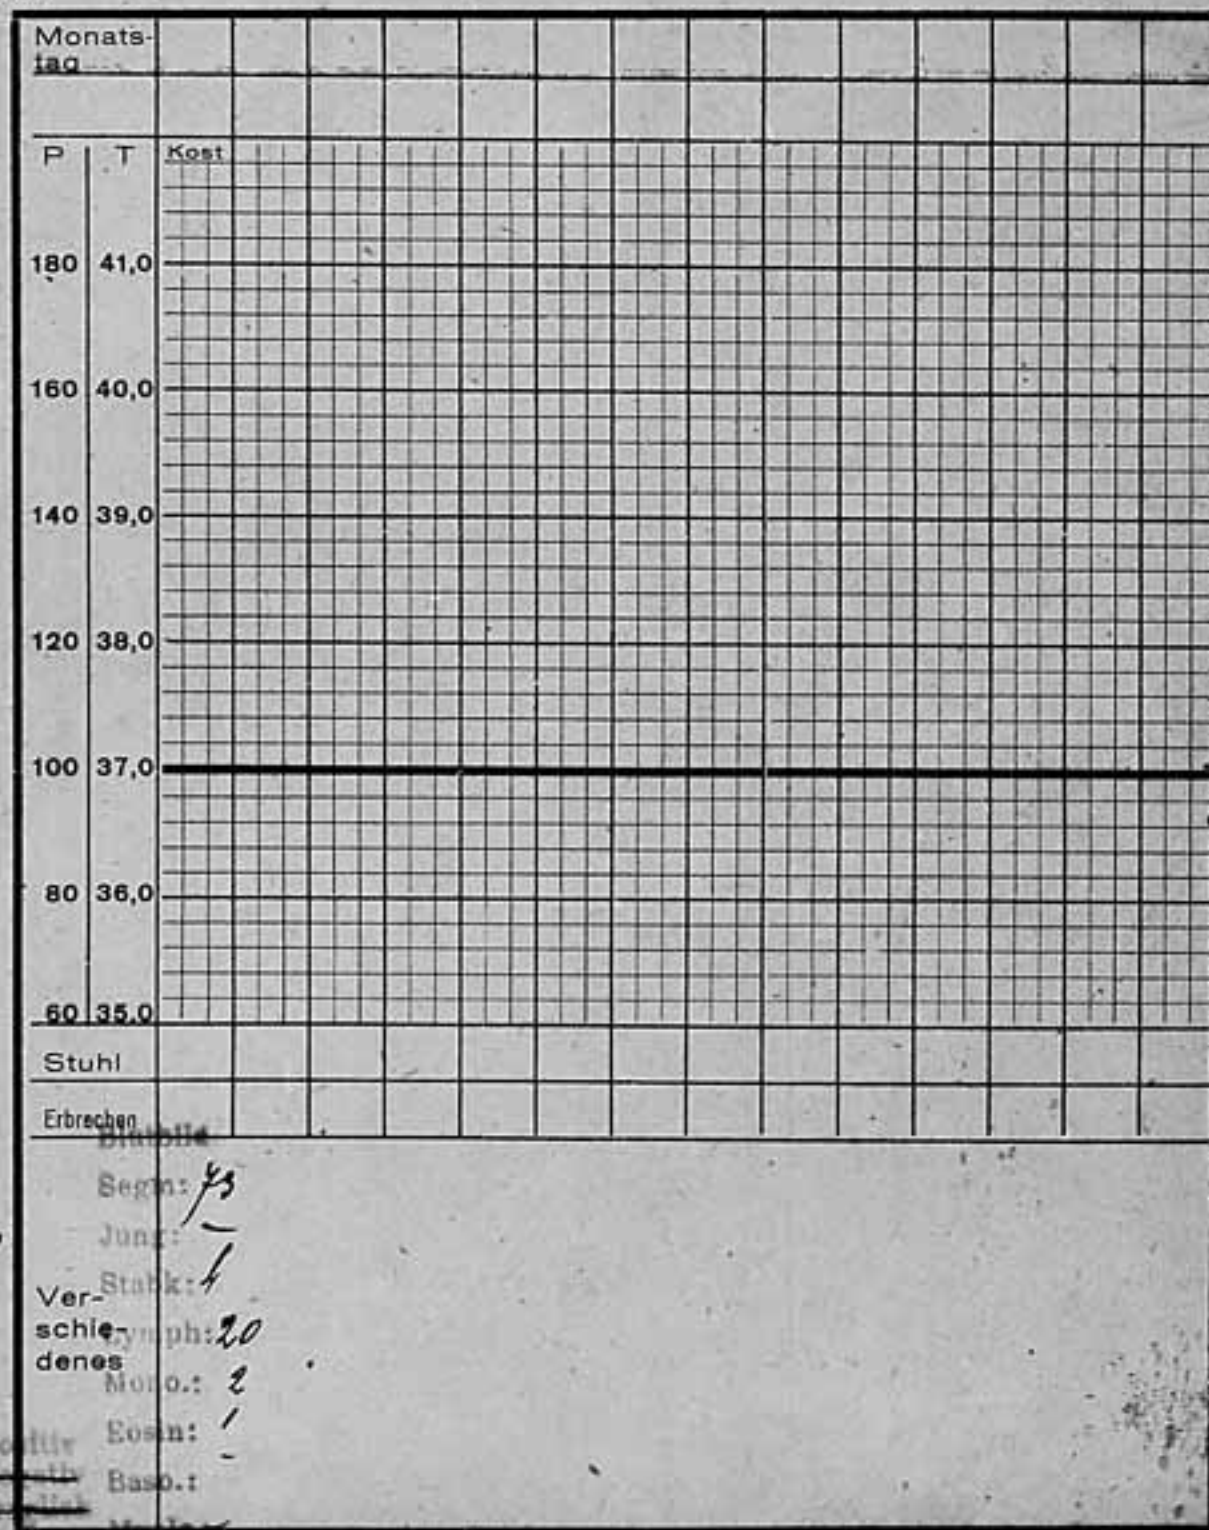 Monats-
tag
P T Kost
180 41,0
160 40,0
140 39,0
120 38,0
100 37,0
80 36,0
60 35.0
Stuhl
Erbrechen
Blutbild
Segm: 73
Jung: —
Stabk: 4
Lymph: 20
Mono.: 2
Eosin: 1
Baso.: -
Ver-
schie-
denes